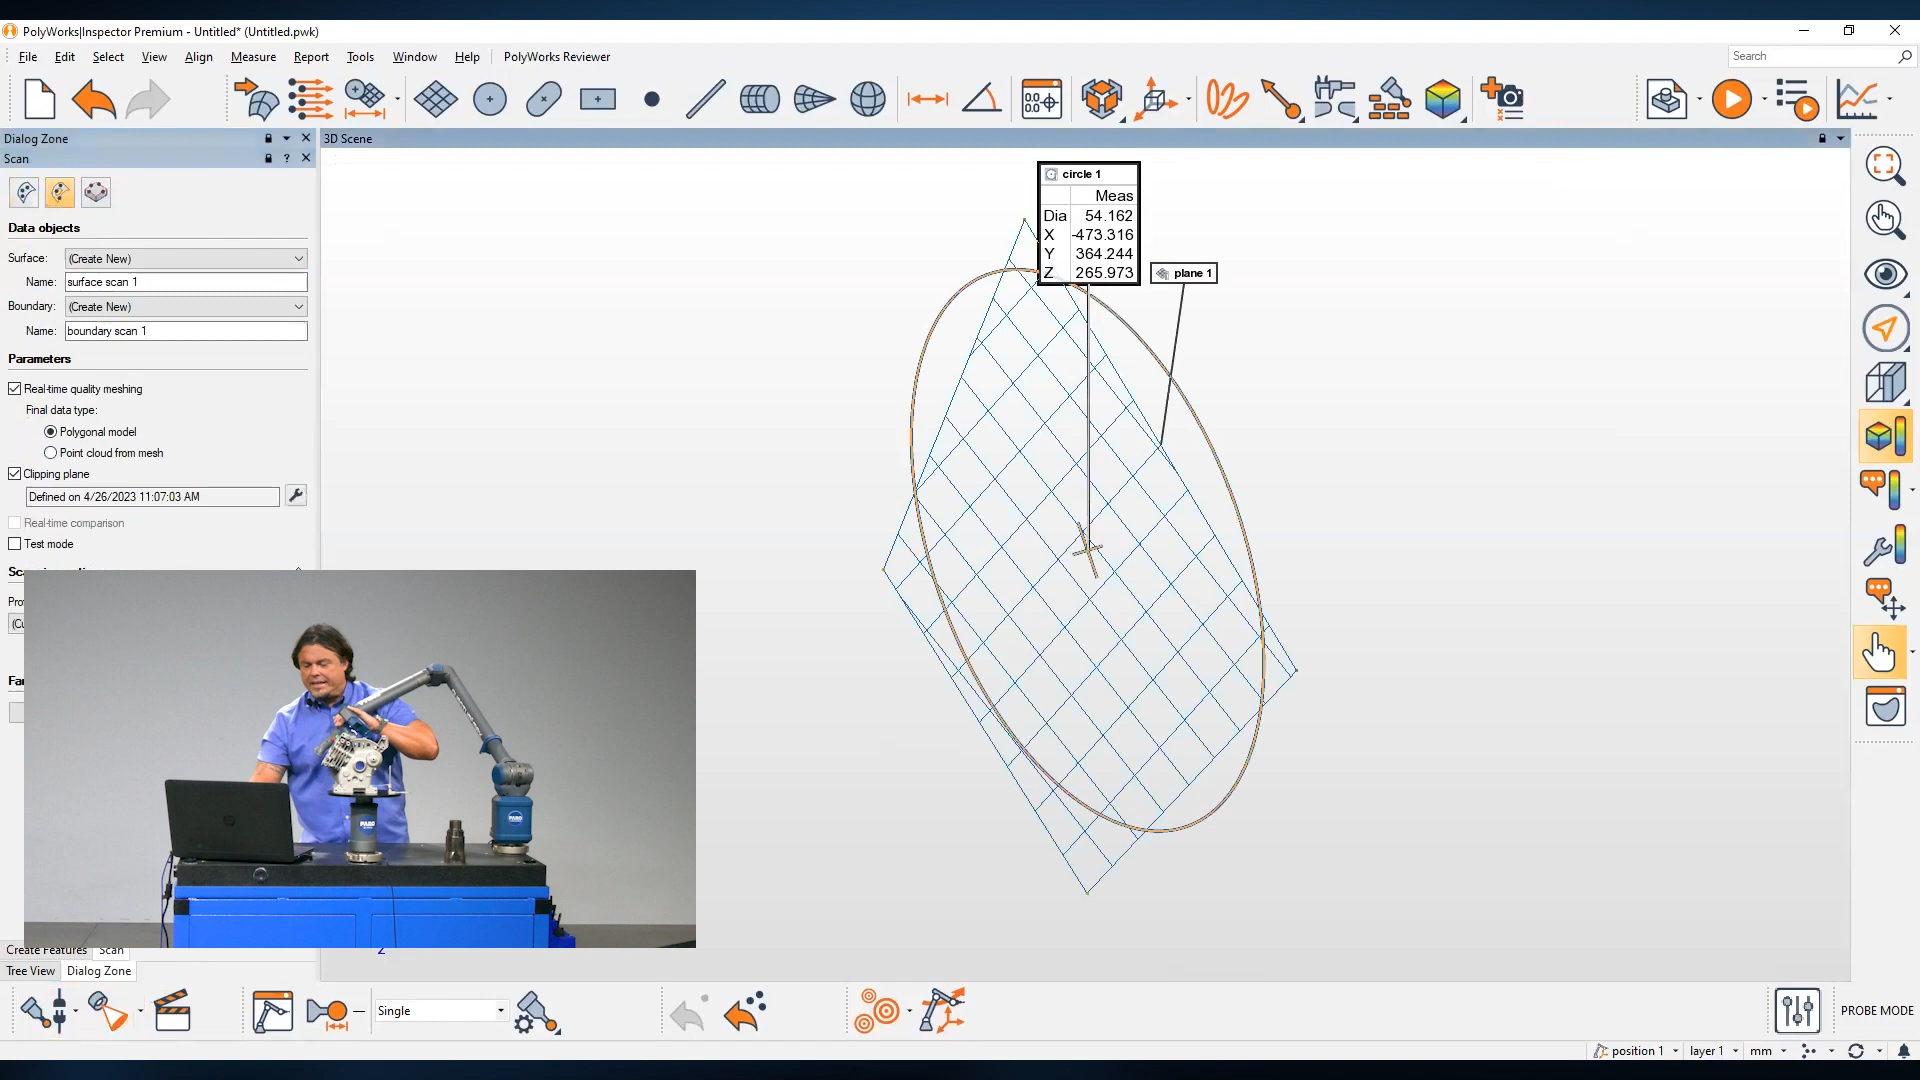 PolyWorks|Inspector Premium - Untitled* (Untitled.pwk)
File Edit Select View Align Measure Report Tools Window Help PolyWorks Reviewer
Search
Dialog Zone
3D Scene
Scan
Data objects
Surface: (Create New)
Name: surface scan 1
Boundary: (Create New)
Name: boundary scan 1
Parameters
Real-time quality meshing
Final data type:
Polygonal model
Point cloud from mesh
Clipping plane
Defined on 4/26/2023 11:07:03 AM
Real-time comparison
Test mode
circle 1
Meas
Dia 54.162
X -473.316
Y 364.244
Z 265.973
plane 1
FARO
FARO
Z
Create Features Scan
Tree View Dialog Zone
Single
PROBE MODE
position 1 layer 1 mm